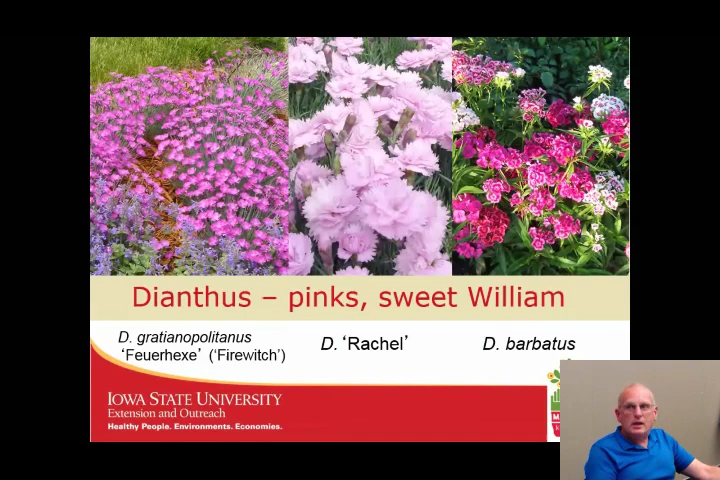 Dianthus – pinks, sweet William
D. gratianopolitanus
‘Feuerhexe’ (‘Firewitch’)
D. ‘Rachel’
D. barbatus
IOWA STATE UNIVERSITY
Extension and Outreach
Healthy People. Environments. Economies.